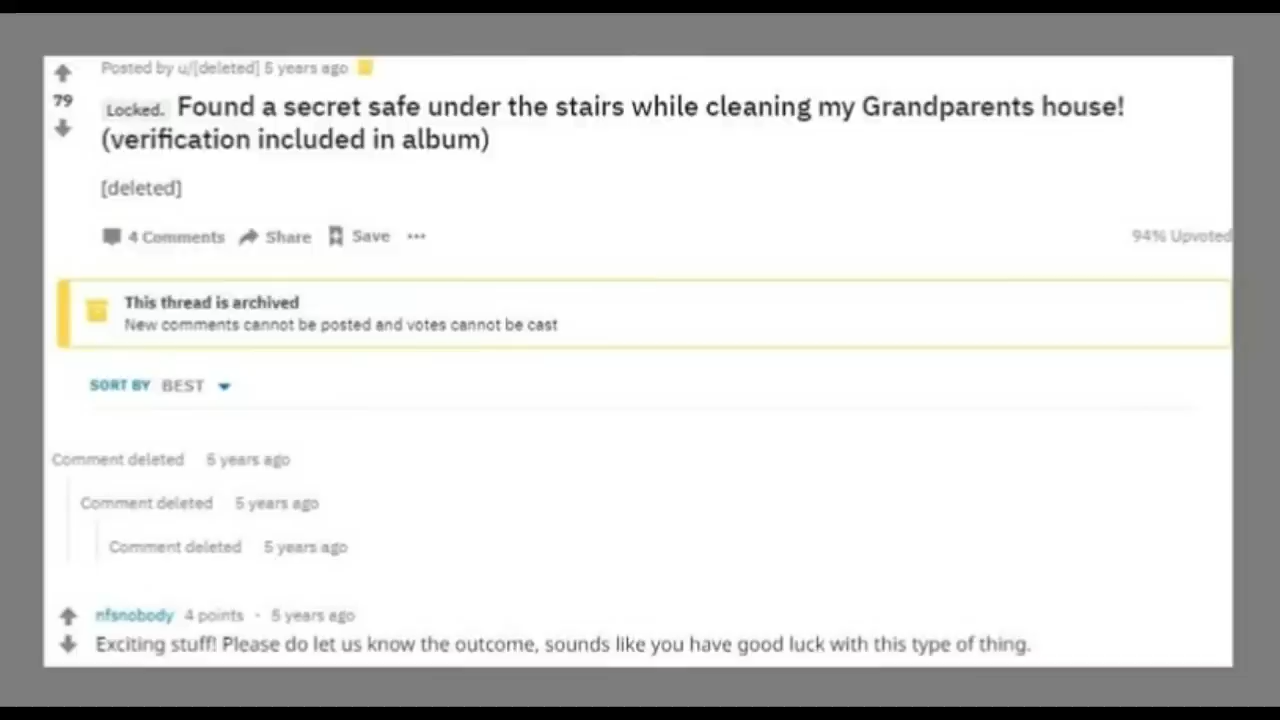 Posted by u/[deleted] 5 years ago
79
Locked. Found a secret safe under the stairs while cleaning my Grandparents house!
(verification included in album)
[deleted]
4 Comments Share Save ...
94% Upvoted
This thread is archived
New comments cannot be posted and votes cannot be cast
SORT BY BEST
Comment deleted 5 years ago
Comment deleted 5 years ago
Comment deleted 5 years ago
nfsnobody 4 points · 5 years ago
Exciting stuff! Please do let us know the outcome, sounds like you have good luck with this type of thing.